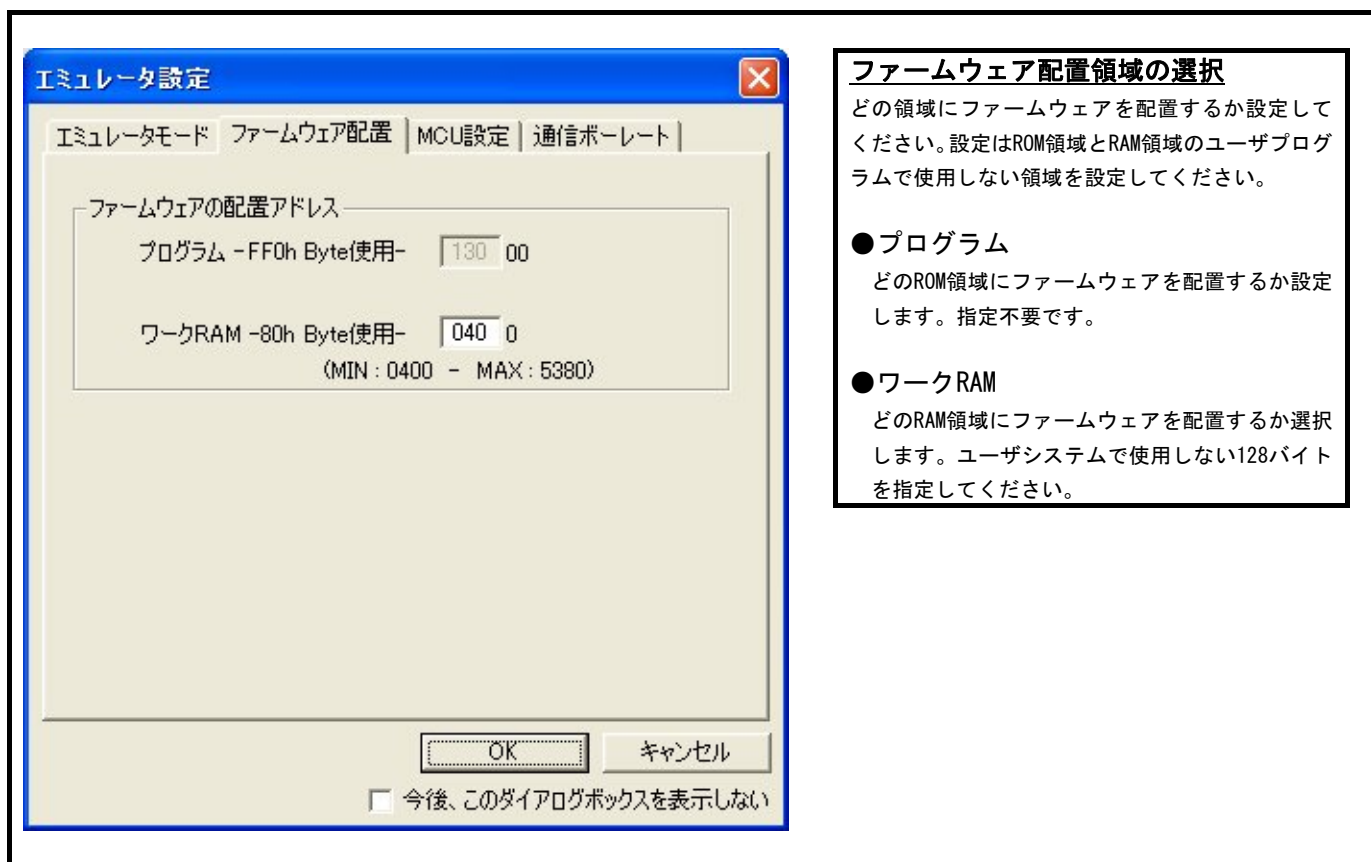 エミュレータ設定
エミュレータモード ファームウェア配置 MCU設定 通信ボーレート
ファームウェアの配置アドレス
プログラム -FF0h Byte使用- 130 00
ワークRAM -80h Byte使用- 040 0
(MIN : 0400 - MAX : 5380)
OK キャンセル
今後、このダイアログボックスを表示しない
ファームウェア配置領域の選択
どの領域にファームウェアを配置するか設定して
ください。設定はROM領域とRAM領域のユーザプログ
ラムで使用しない領域を設定してください。
●プログラム
どのROM領域にファームウェアを配置するか設定
します。指定不要です。
●ワークRAM
どのRAM領域にファームウェアを配置するか選択
します。ユーザシステムで使用しない128バイト
を指定してください。